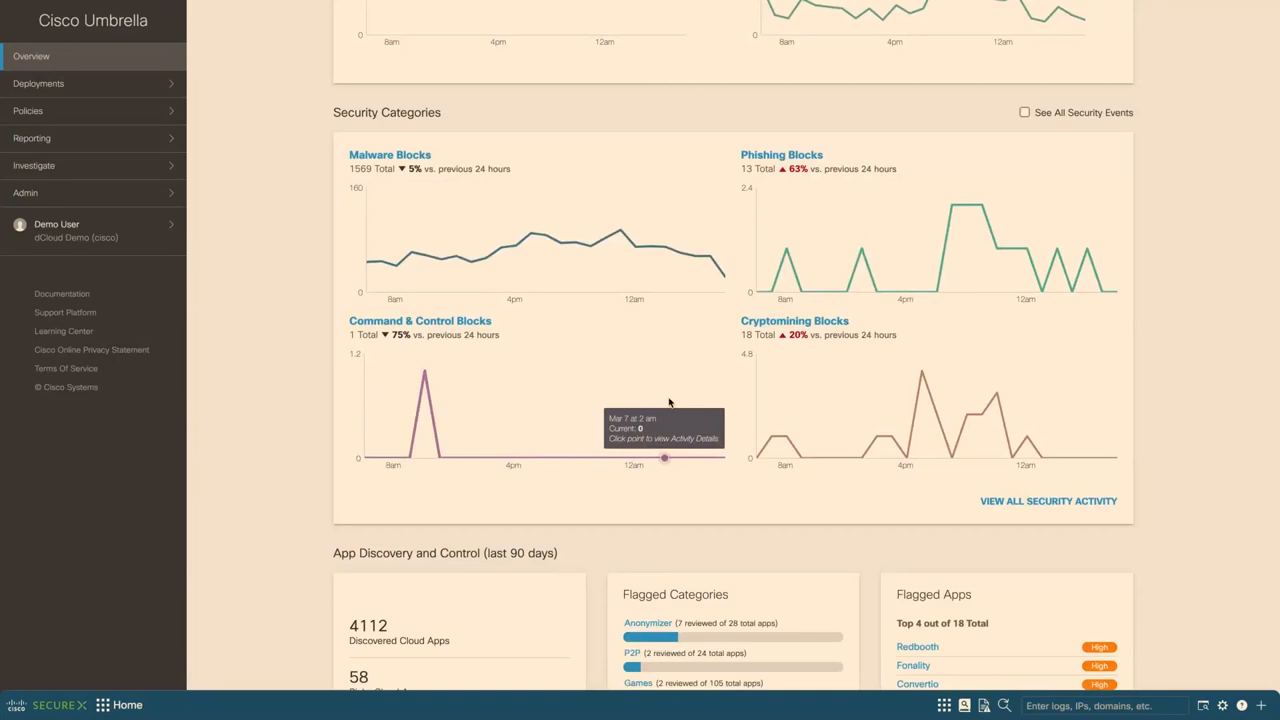 Cisco Umbrella
Overview
Deployments
Policies
Reporting
Investigate
Admin
Demo User
dCloud Demo (cisco)
Documentation
Support Platform
Learning Center
Cisco Online Privacy Statement
Terms Of Service
© Cisco Systems
0
8am 4pm 12am
0
8am 4pm 12am
Security Categories
See All Security Events
Malware Blocks
1569 Total ▼ 5% vs. previous 24 hours
160
0
8am 4pm 12am
Phishing Blocks
13 Total ▲ 63% vs. previous 24 hours
2.4
0
8am 4pm 12am
Command & Control Blocks
1 Total ▼ 75% vs. previous 24 hours
1.2
0
8am 4pm 12am
Mar 7 at 2 am
Current: 0
Click point to view Activity Details
Cryptomining Blocks
18 Total ▲ 20% vs. previous 24 hours
4.8
0
8am 4pm 12am
VIEW ALL SECURITY ACTIVITY
App Discovery and Control (last 90 days)
4112
Discovered Cloud Apps
58
Flagged Categories
Anonymizer (7 reviewed of 28 total apps)
P2P (2 reviewed of 24 total apps)
Games (2 reviewed of 105 total apps)
Flagged Apps
Top 4 out of 18 Total
Redbooth High
Fonality High
Convertio High
cisco SECUREX Home
Enter logs, IPs, domains, etc.